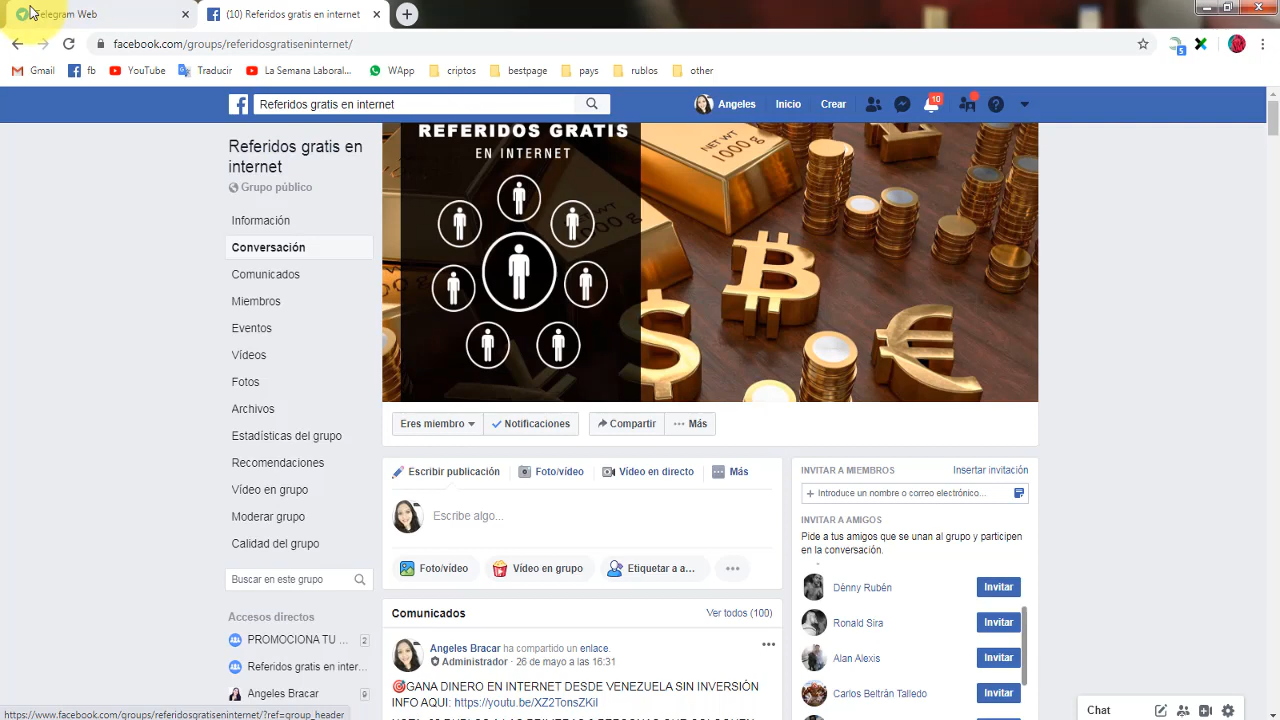 Telegram Web
(10) Referidos gratis en internet
facebook.com/groups/referidosgratiseninternet/
5
Gmail fb YouTube Traducir La Semana Laboral... WApp criptos bestpage pays rublos other
Referidos gratis en internet
Angeles Inicio Crear 10
Referidos gratis en
internet
Grupo público
Información
Conversación
Comunicados
Miembros
Eventos
Vídeos
Fotos
Archivos
Estadísticas del grupo
Recomendaciones
Vídeo en grupo
Moderar grupo
Calidad del grupo
Buscar en este grupo
Accesos directos
PROMOCIONA TU ... 2
Referidos gratis en inter...
Angeles Bracar 9
https://www.facebook.com/groups/referidosgratiseninternet/?ref=group_header
REFERIDOS GRATIS
EN INTERNET
NET WT
1000 g
NET WT
1000 g
Eres miembro Notificaciones Compartir Más
Escribir publicación Foto/vídeo Vídeo en directo Más
Escribe algo...
Foto/vídeo Vídeo en grupo Etiquetar a a...
Comunicados Ver todos (100)
Angeles Bracar ha compartido un enlace.
Administrador · 26 de mayo a las 16:31
🎯GANA DINERO EN INTERNET DESDE VENEZUELA SIN INVERSIÓN
INFO AQUI: https://youtu.be/XZ2TonsZKiI
INVITAR A MIEMBROS Insertar invitación
+ Introduce un nombre o correo electrónico...
INVITAR A AMIGOS
Pide a tus amigos que se unan al grupo y participen
en la conversación.
Dènny Rubén Invitar
Ronald Sira Invitar
Alan Alexis Invitar
Carlos Beltrán Talledo Invitar
Chat